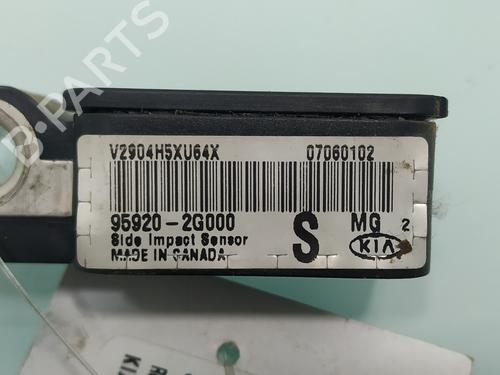 B-PARTS
V2904H5XU64X 07060102
95920-2G000 S MG 2
Side Impact Sensor
MADE IN CANADA KIA